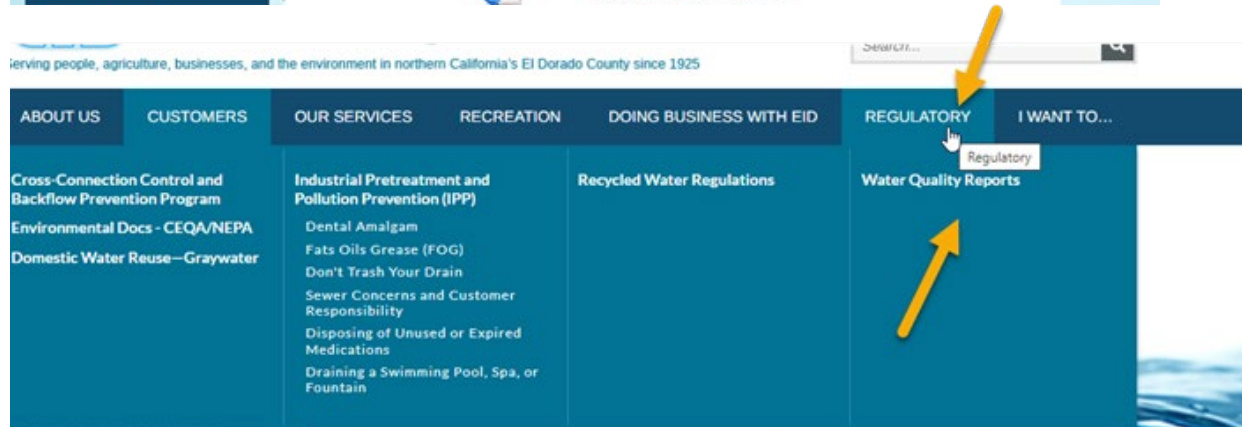 Serving people, agriculture, businesses, and the environment in northern California's El Dorado County since 1925
Search...
ABOUT US CUSTOMERS OUR SERVICES RECREATION DOING BUSINESS WITH EID REGULATORY I WANT TO...
Regulatory
Cross-Connection Control and
Backflow Prevention Program
Environmental Docs - CEQA/NEPA
Domestic Water Reuse—Graywater
Industrial Pretreatment and
Pollution Prevention (IPP)
Dental Amalgam
Fats Oils Grease (FOG)
Don't Trash Your Drain
Sewer Concerns and Customer
Responsibility
Disposing of Unused or Expired
Medications
Draining a Swimming Pool, Spa, or
Fountain
Recycled Water Regulations
Water Quality Reports